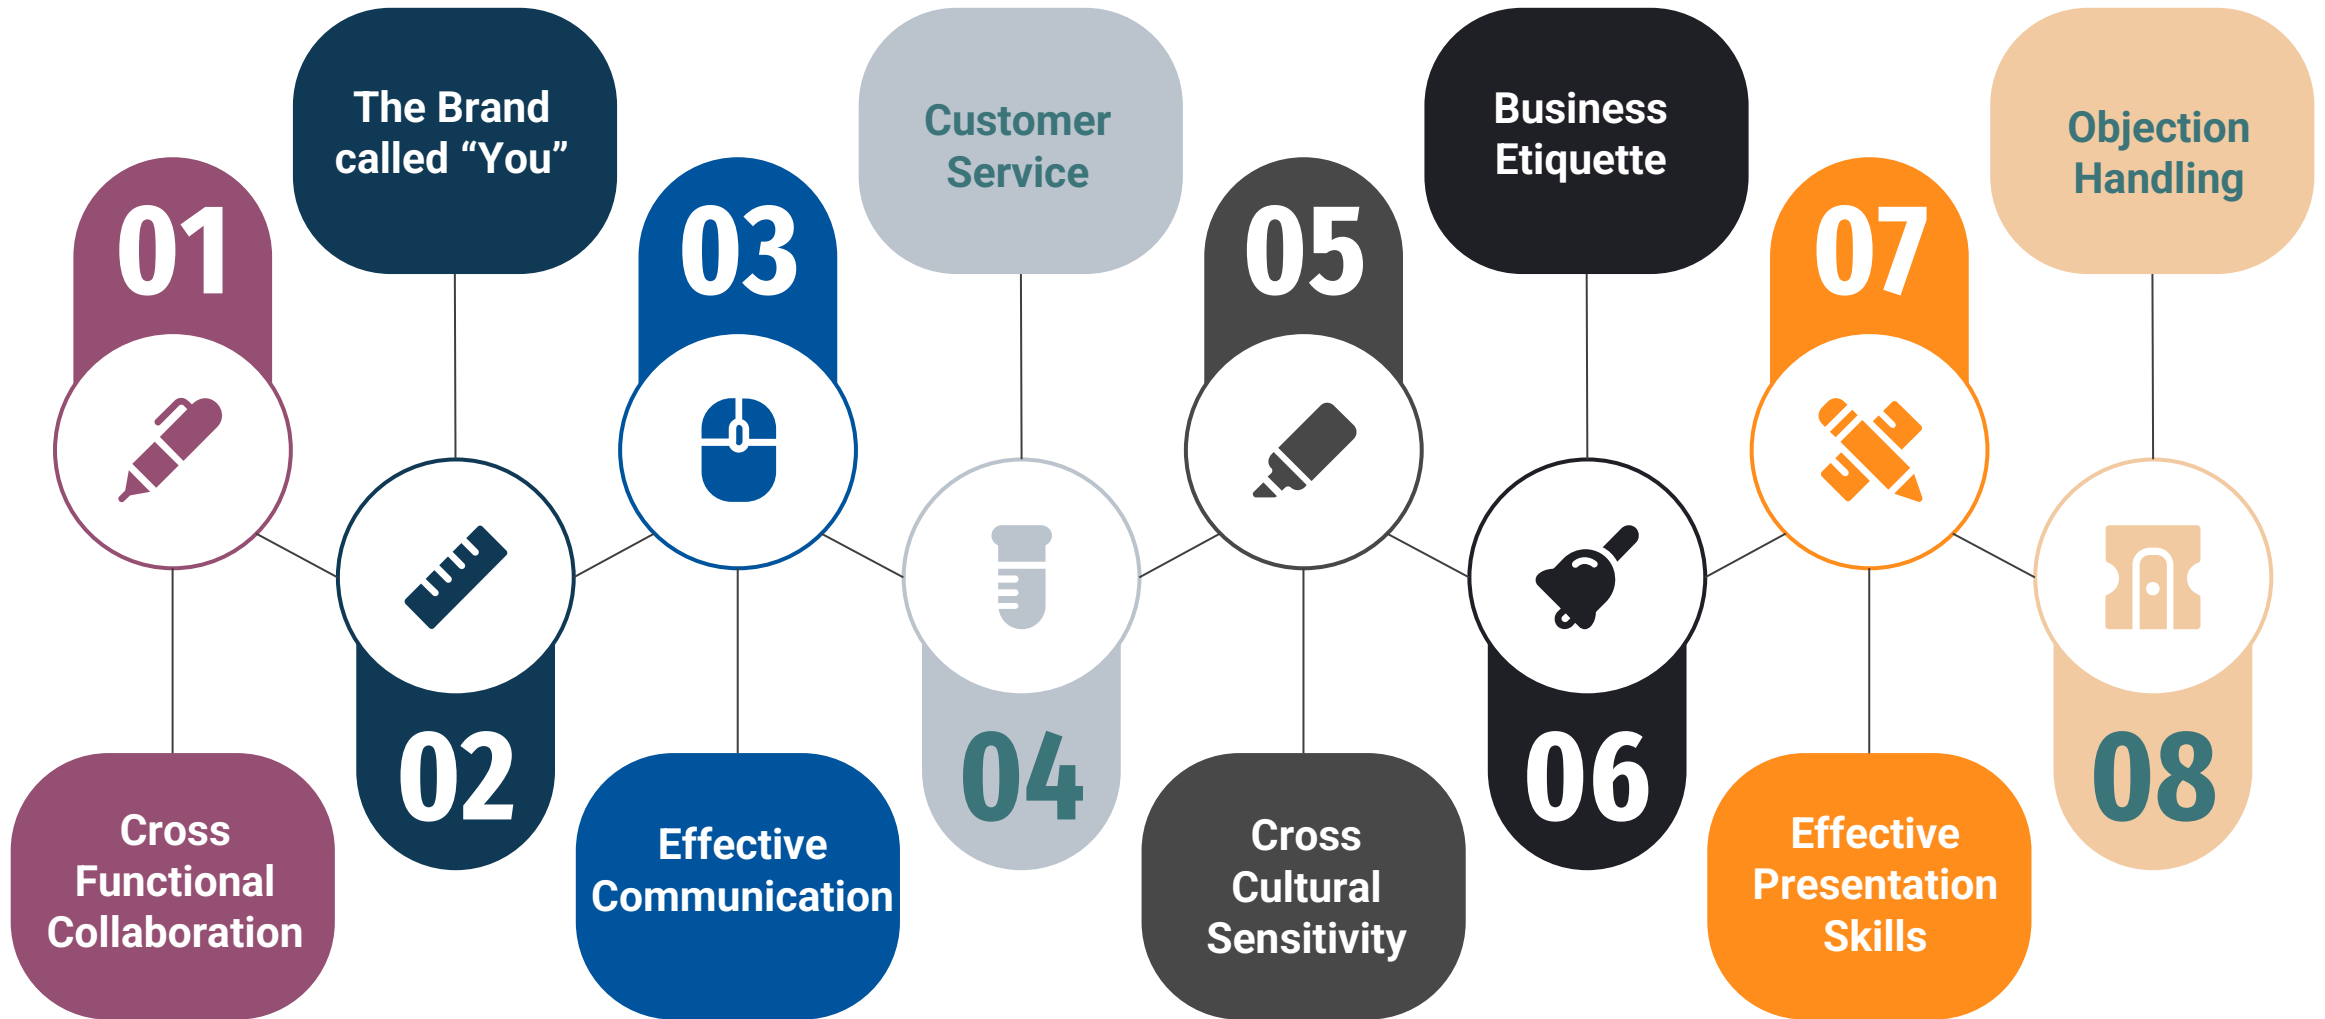 01
Cross
Functional
Collaboration
The Brand
called “You”
02
03
Effective
Communication
Customer
Service
04
05
Cross
Cultural
Sensitivity
Business
Etiquette
06
07
Effective
Presentation
Skills
Objection
Handling
08